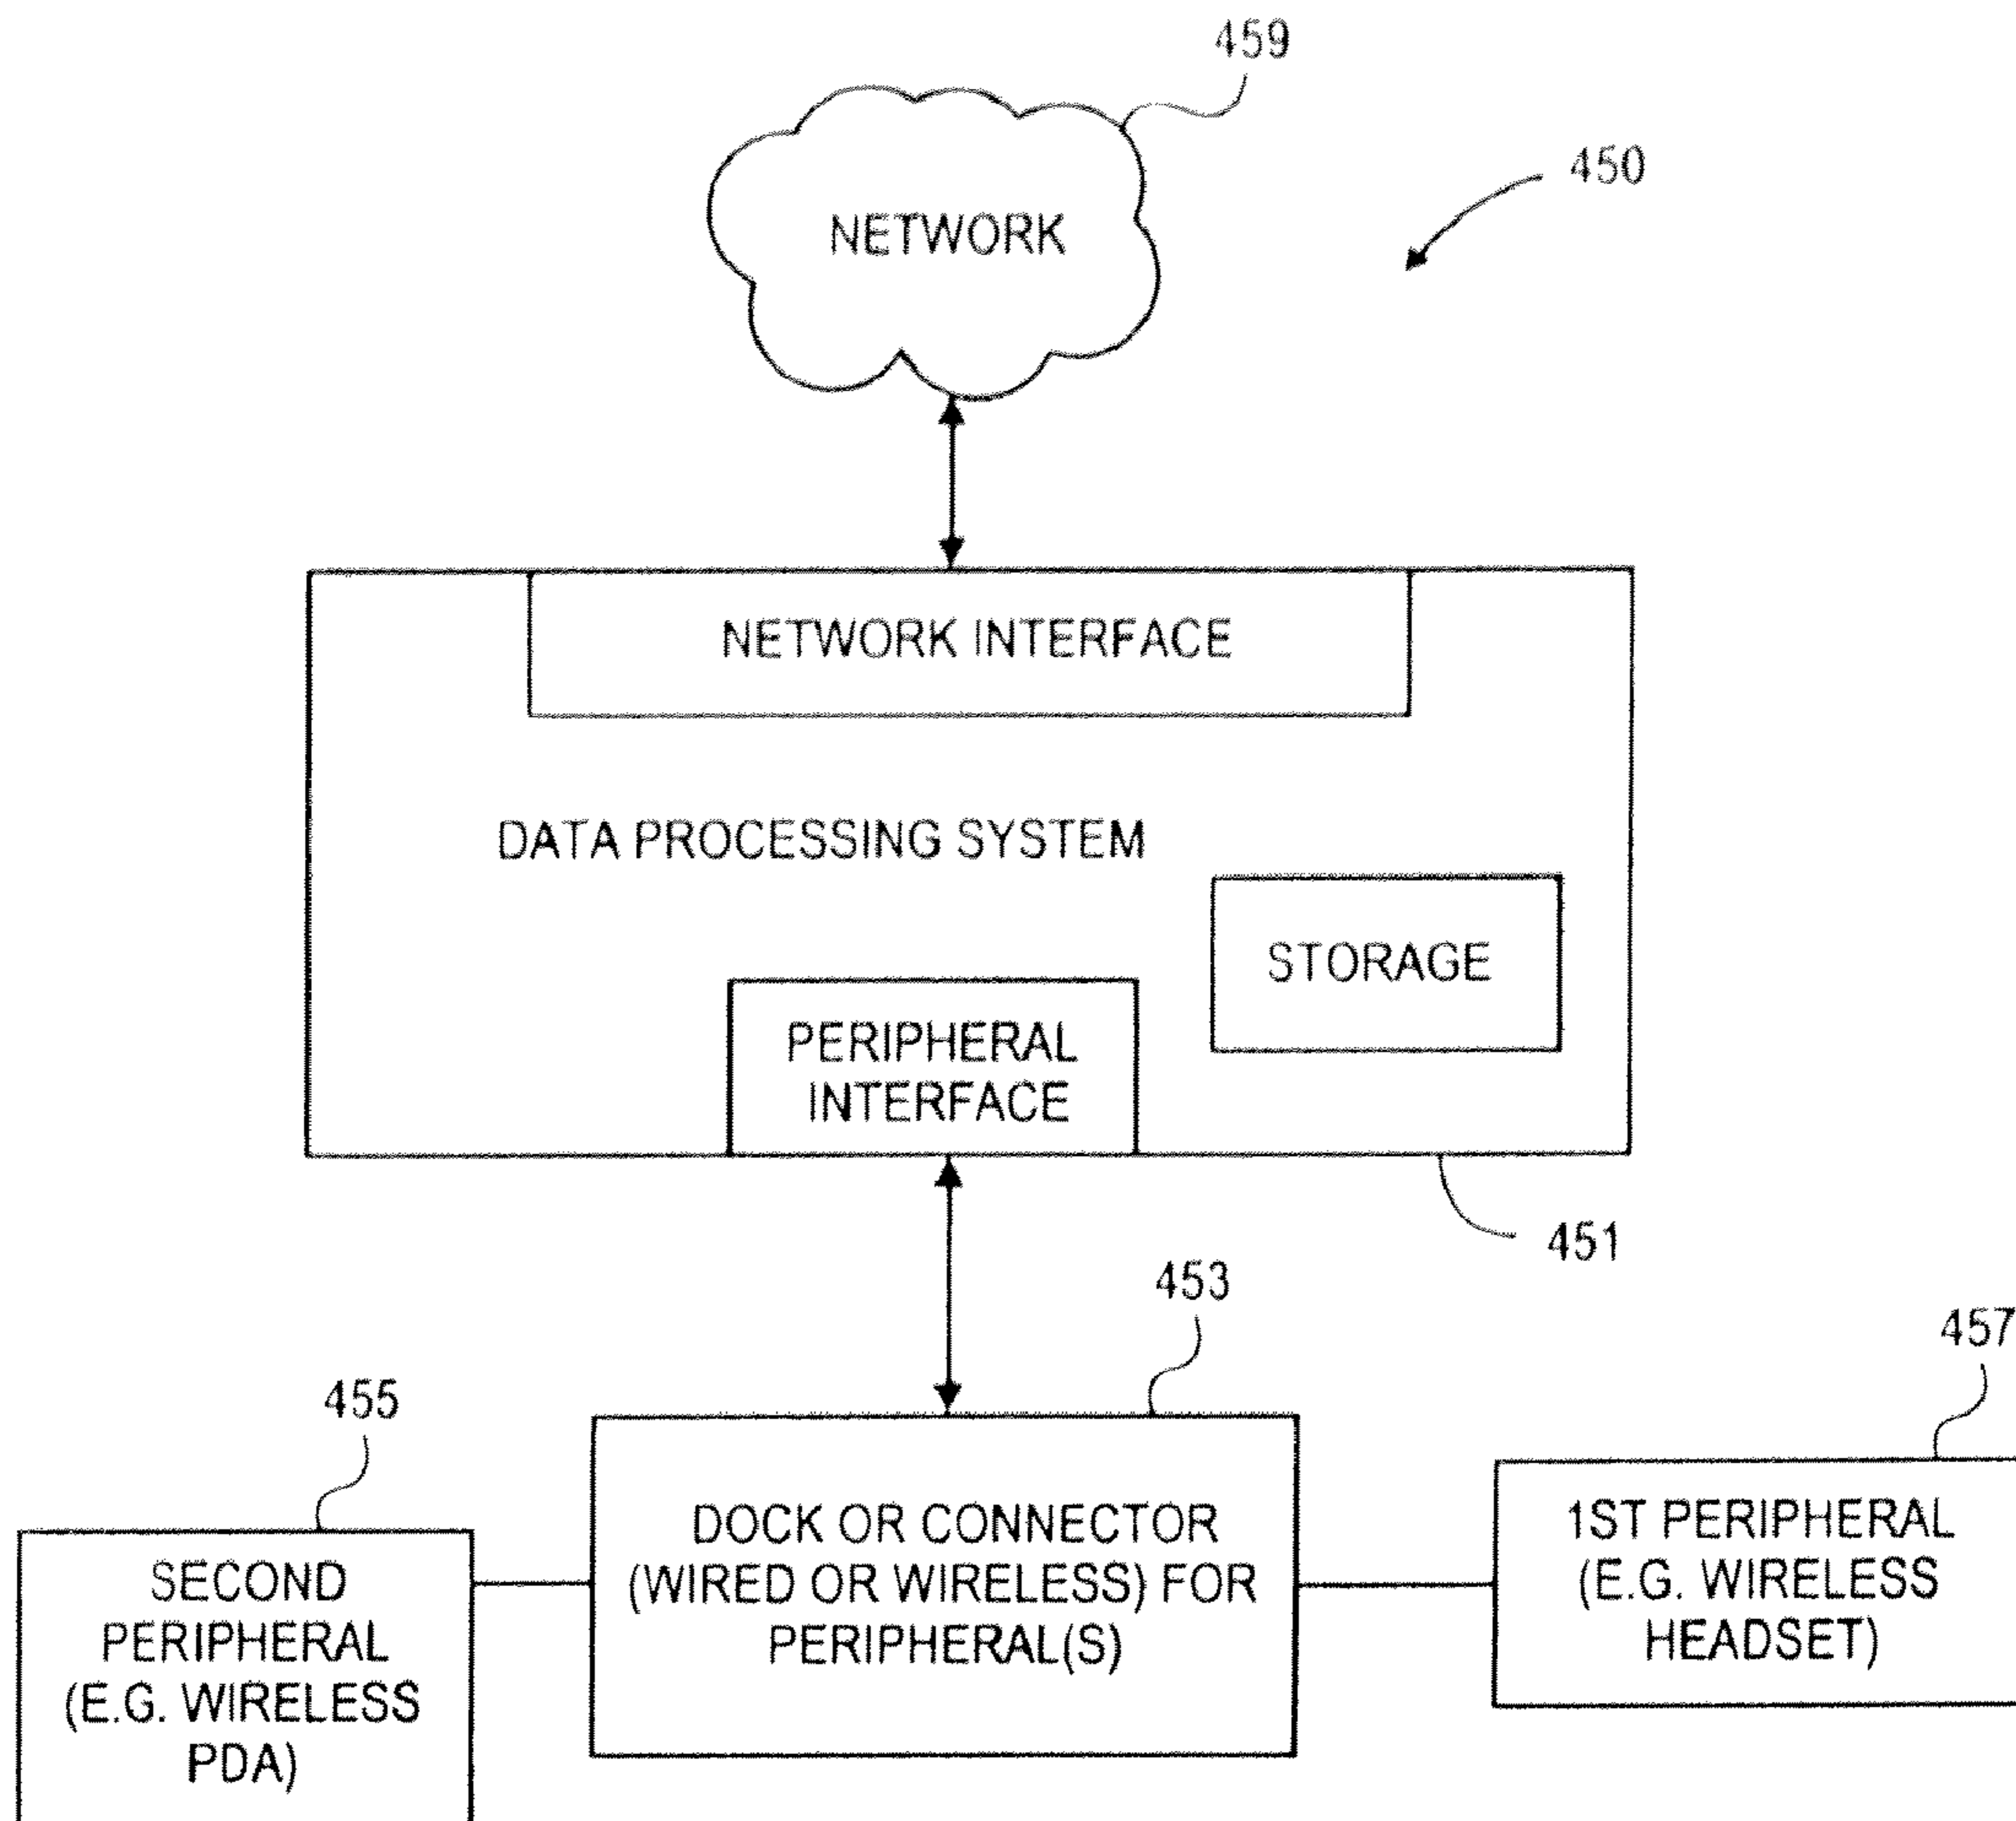 459
450
NETWORK
NETWORK INTERFACE
DATA PROCESSING SYSTEM
STORAGE
PERIPHERAL
INTERFACE
451
453
457
455
DOCK OR CONNECTOR
(WIRED OR WIRELESS) FOR
PERIPHERAL(S)
1ST PERIPHERAL
(E.G. WIRELESS
HEADSET)
SECOND
PERIPHERAL
(E.G. WIRELESS
PDA)